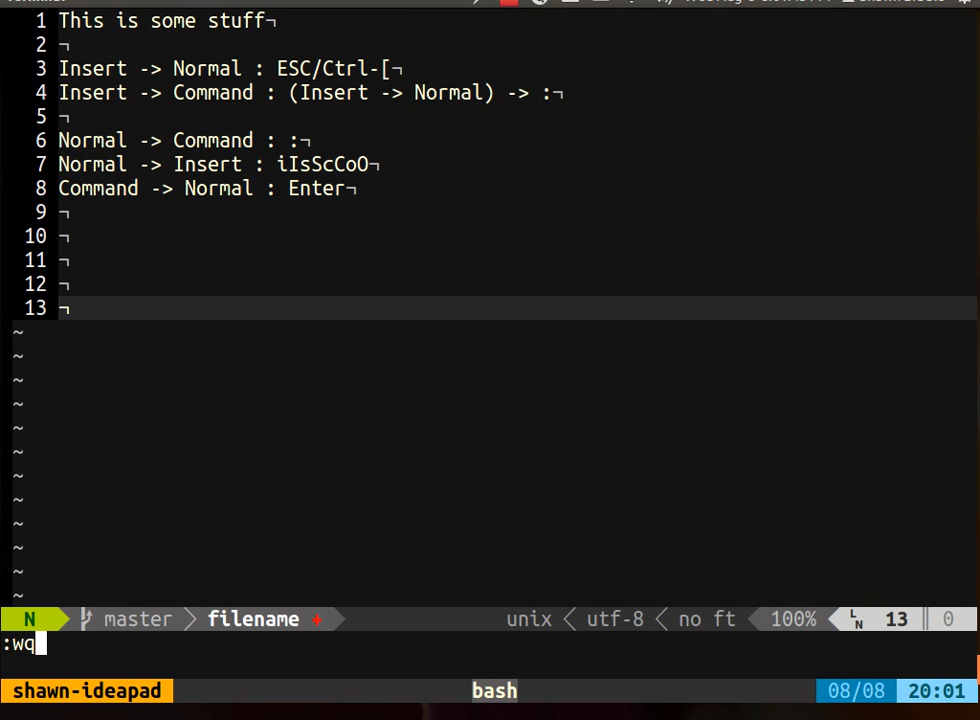 1 This is some stuff¬
2 ¬
3 Insert -> Normal : ESC/Ctrl-[¬
4 Insert -> Command : (Insert -> Normal) -> :¬
5 ¬
6 Normal -> Command : :¬
7 Normal -> Insert : iIsScCoO¬
8 Command -> Normal : Enter¬
9 ¬
10 ¬
11 ¬
12 ¬
13 ¬
~
~
~
~
~
~
~
~
~
~
~
~
N master filename + unix utf-8 no ft 100% LN 13 0
:wq
shawn-ideapad bash 08/08 20:01